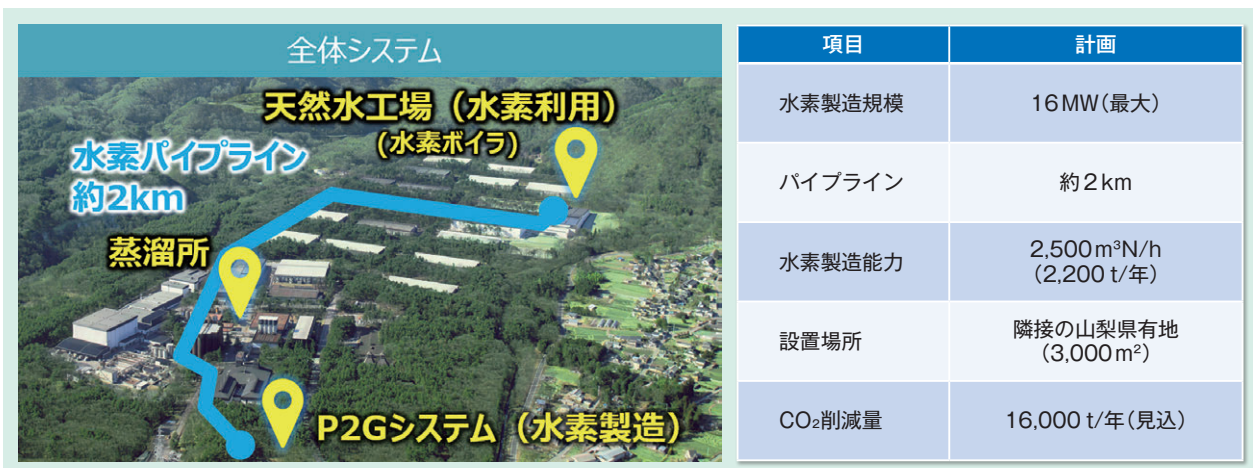 全体システム
天然水工場（水素利用）
(水素ボイラ)
水素パイプライン
約2km
蒸溜所
P2Gシステム（水素製造）
項目 計画
水素製造規模 16MW(最大)
パイプライン 約2km
水素製造能力 2,500m³N/h
(2,200 t/年)
設置場所 隣接の山梨県有地
(3,000m²)
CO₂削減量 16,000 t/年(見込)